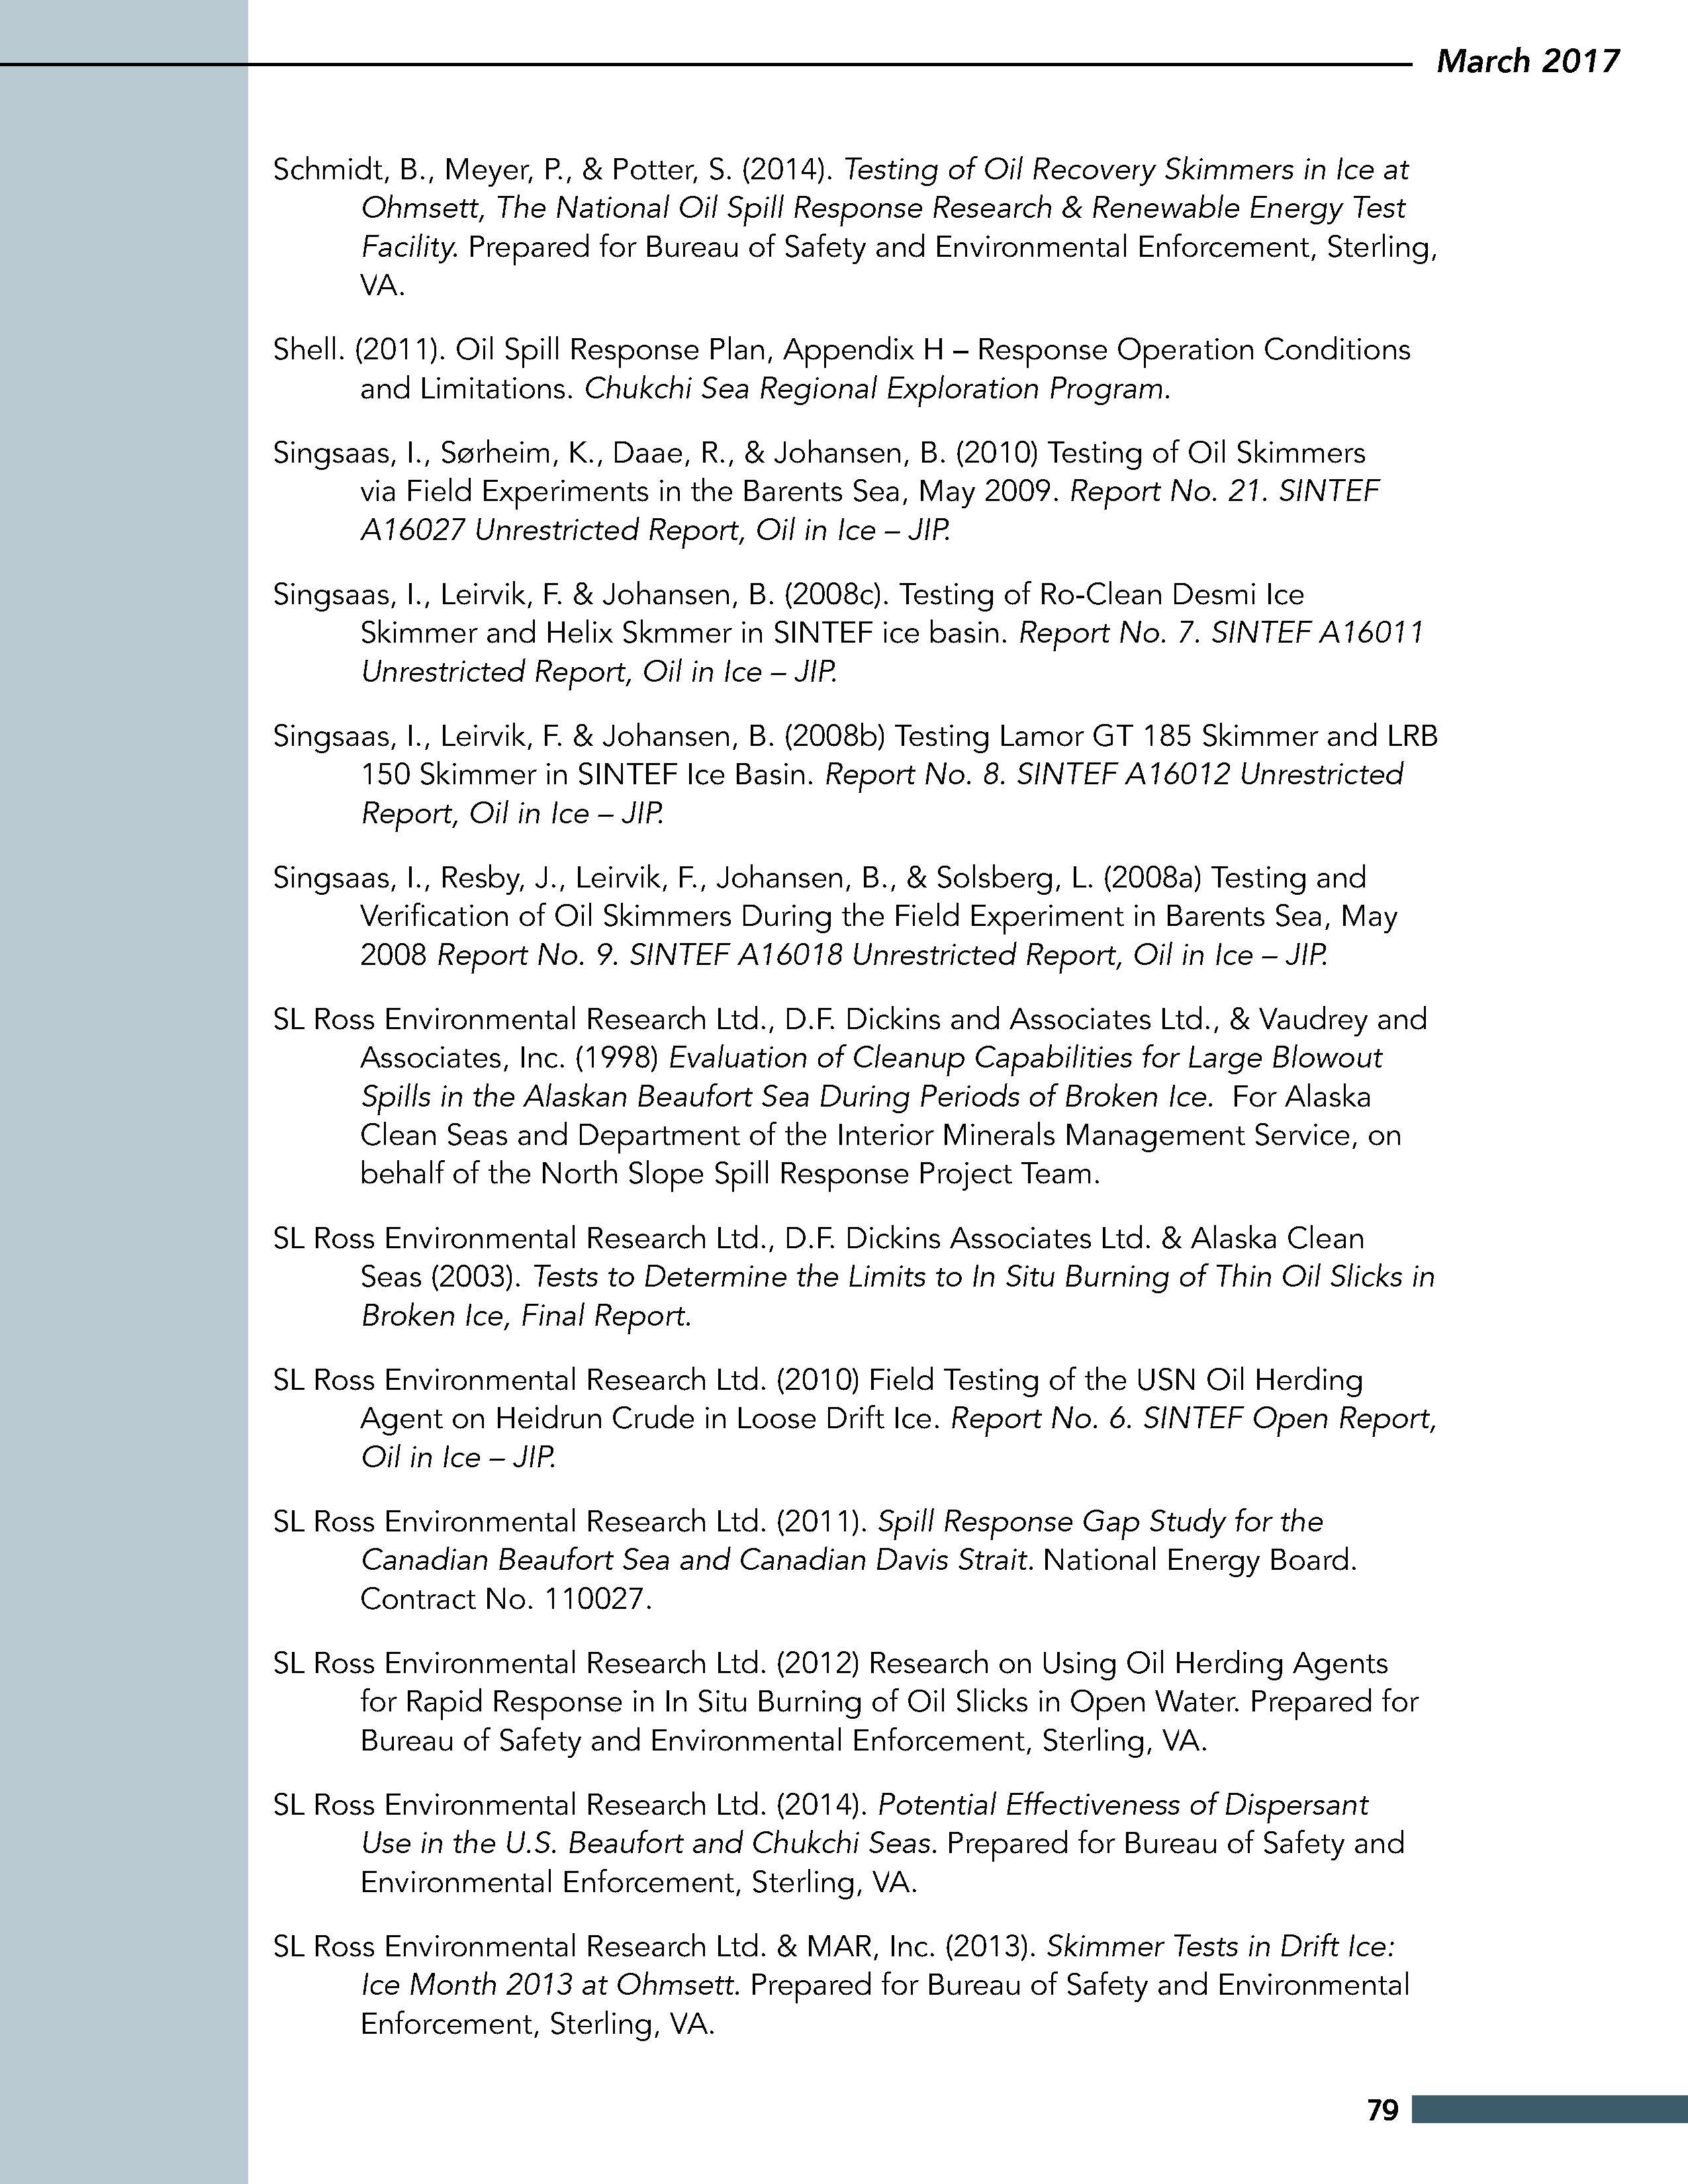 March 2017
Schmidt, B., Meyer, P., & Potter, S. (2014). Testing of Oil Recovery Skimmers in Ice at
Ohmsett, The National Oil Spill Response Research & Renewable Energy Test
Facility. Prepared for Bureau of Safety and Environmental Enforcement, Sterling,
VA.
Shell. (2011). Oil Spill Response Plan, Appendix H – Response Operation Conditions
and Limitations. Chukchi Sea Regional Exploration Program.
Singsaas, I., Sørheim, K., Daae, R., & Johansen, B. (2010) Testing of Oil Skimmers
via Field Experiments in the Barents Sea, May 2009. Report No. 21. SINTEF
A16027 Unrestricted Report, Oil in Ice – JIP.
Singsaas, I., Leirvik, F. & Johansen, B. (2008c). Testing of Ro-Clean Desmi Ice
Skimmer and Helix Skmmer in SINTEF ice basin. Report No. 7. SINTEF A16011
Unrestricted Report, Oil in Ice – JIP.
Singsaas, I., Leirvik, F. & Johansen, B. (2008b) Testing Lamor GT 185 Skimmer and LRB
150 Skimmer in SINTEF Ice Basin. Report No. 8. SINTEF A16012 Unrestricted
Report, Oil in Ice – JIP.
Singsaas, I., Resby, J., Leirvik, F., Johansen, B., & Solsberg, L. (2008a) Testing and
Verification of Oil Skimmers During the Field Experiment in Barents Sea, May
2008 Report No. 9. SINTEF A16018 Unrestricted Report, Oil in Ice – JIP.
SL Ross Environmental Research Ltd., D.F. Dickins and Associates Ltd., & Vaudrey and
Associates, Inc. (1998) Evaluation of Cleanup Capabilities for Large Blowout
Spills in the Alaskan Beaufort Sea During Periods of Broken Ice.  For Alaska
Clean Seas and Department of the Interior Minerals Management Service, on
behalf of the North Slope Spill Response Project Team.
SL Ross Environmental Research Ltd., D.F. Dickins Associates Ltd. & Alaska Clean
Seas (2003). Tests to Determine the Limits to In Situ Burning of Thin Oil Slicks in
Broken Ice, Final Report.
SL Ross Environmental Research Ltd. (2010) Field Testing of the USN Oil Herding
Agent on Heidrun Crude in Loose Drift Ice. Report No. 6. SINTEF Open Report,
Oil in Ice – JIP.
SL Ross Environmental Research Ltd. (2011). Spill Response Gap Study for the
Canadian Beaufort Sea and Canadian Davis Strait. National Energy Board.
Contract No. 110027.
SL Ross Environmental Research Ltd. (2012) Research on Using Oil Herding Agents
for Rapid Response in In Situ Burning of Oil Slicks in Open Water. Prepared for
Bureau of Safety and Environmental Enforcement, Sterling, VA.
SL Ross Environmental Research Ltd. (2014). Potential Effectiveness of Dispersant
Use in the U.S. Beaufort and Chukchi Seas. Prepared for Bureau of Safety and
Environmental Enforcement, Sterling, VA.
SL Ross Environmental Research Ltd. & MAR, Inc. (2013). Skimmer Tests in Drift Ice:
Ice Month 2013 at Ohmsett. Prepared for Bureau of Safety and Environmental
Enforcement, Sterling, VA.
79